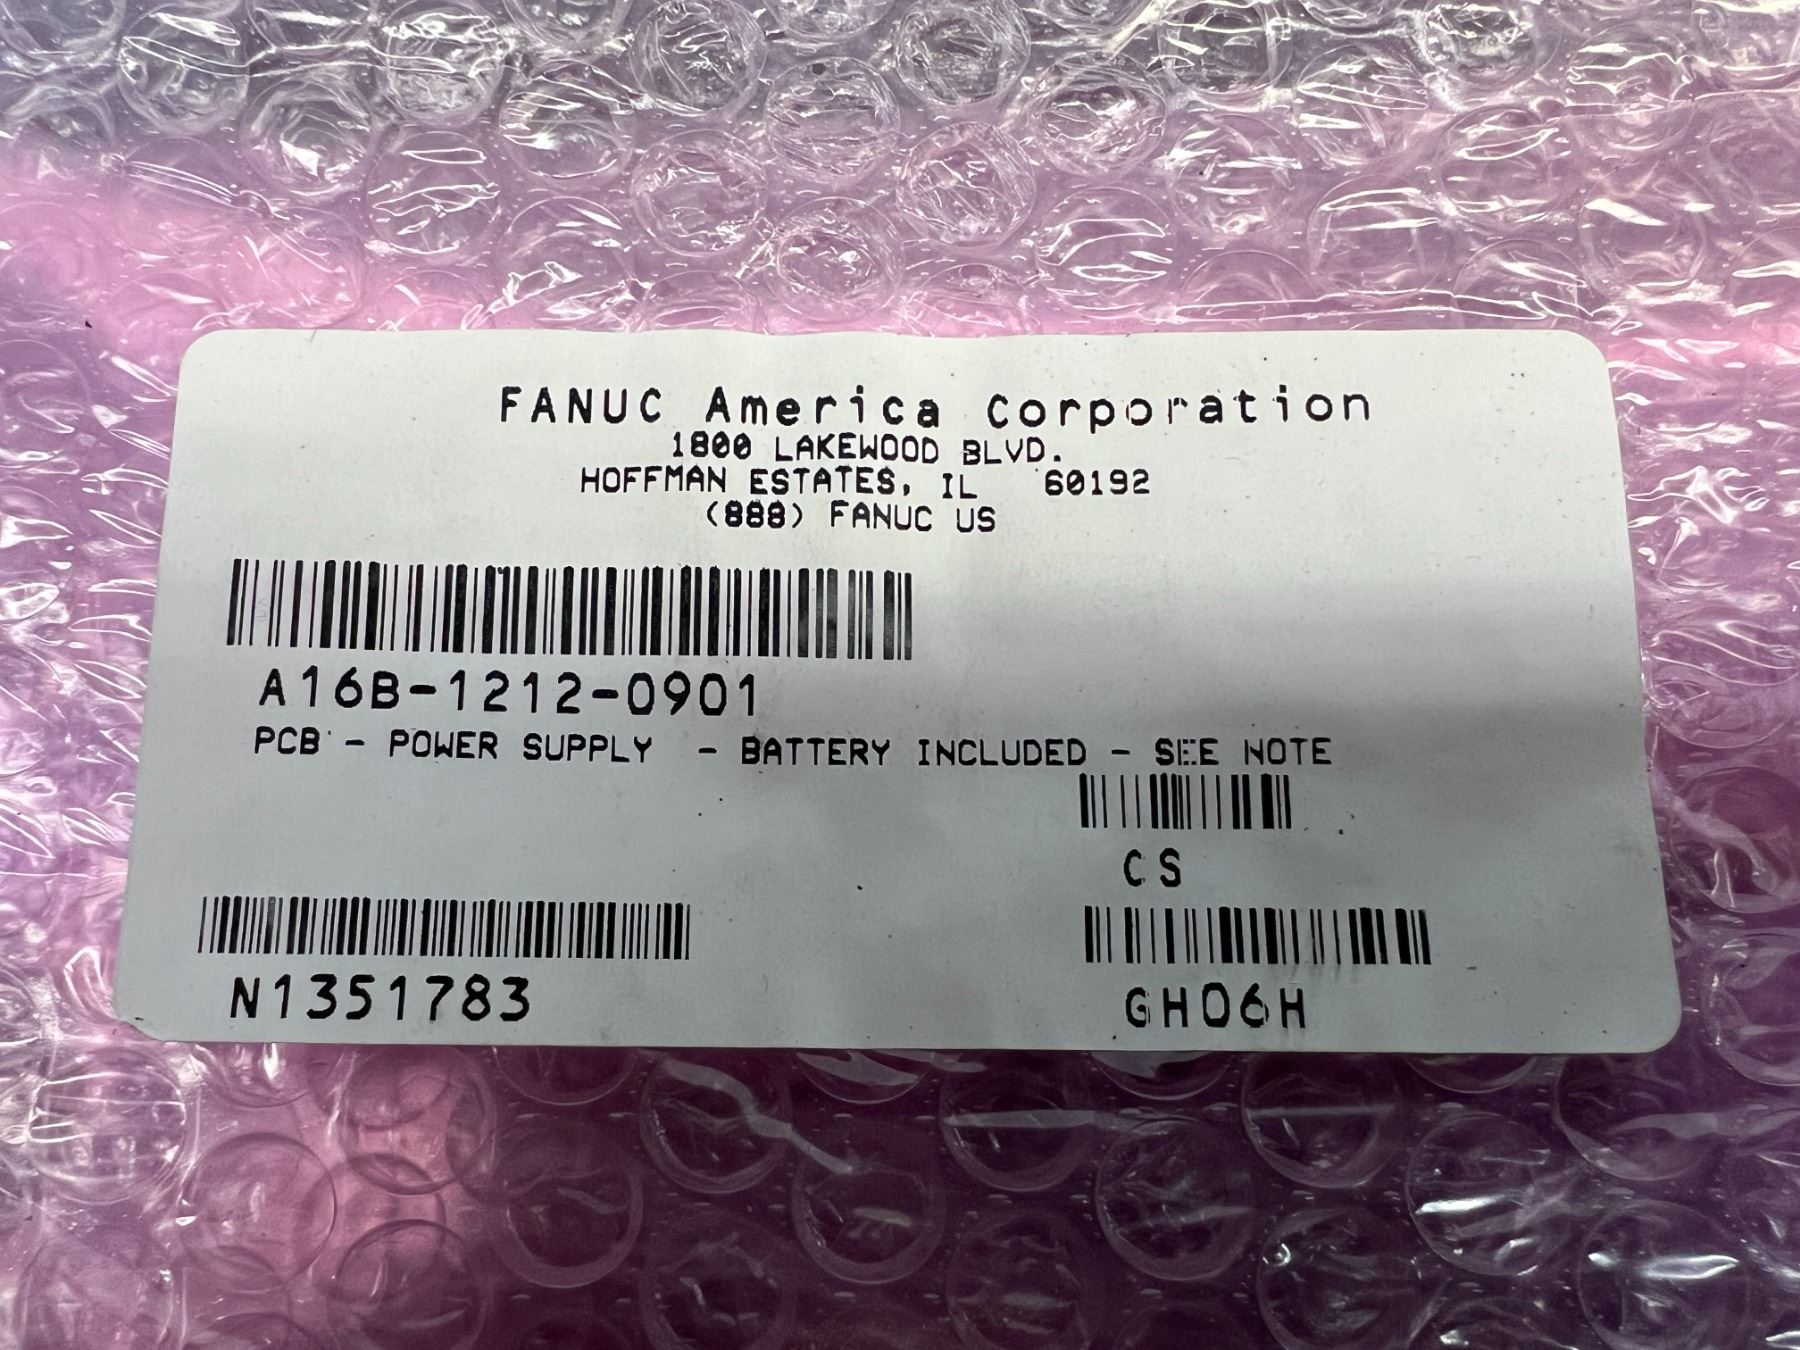 FANUC America Corporation
1800 LAKEWOOD BLVD.
HOFFMAN ESTATES, IL 60192
(888) FANUC US
A16B-1212-0901
PCB - POWER SUPPLY - BATTERY INCLUDED - SEE NOTE
CS
N1351783
GH06H